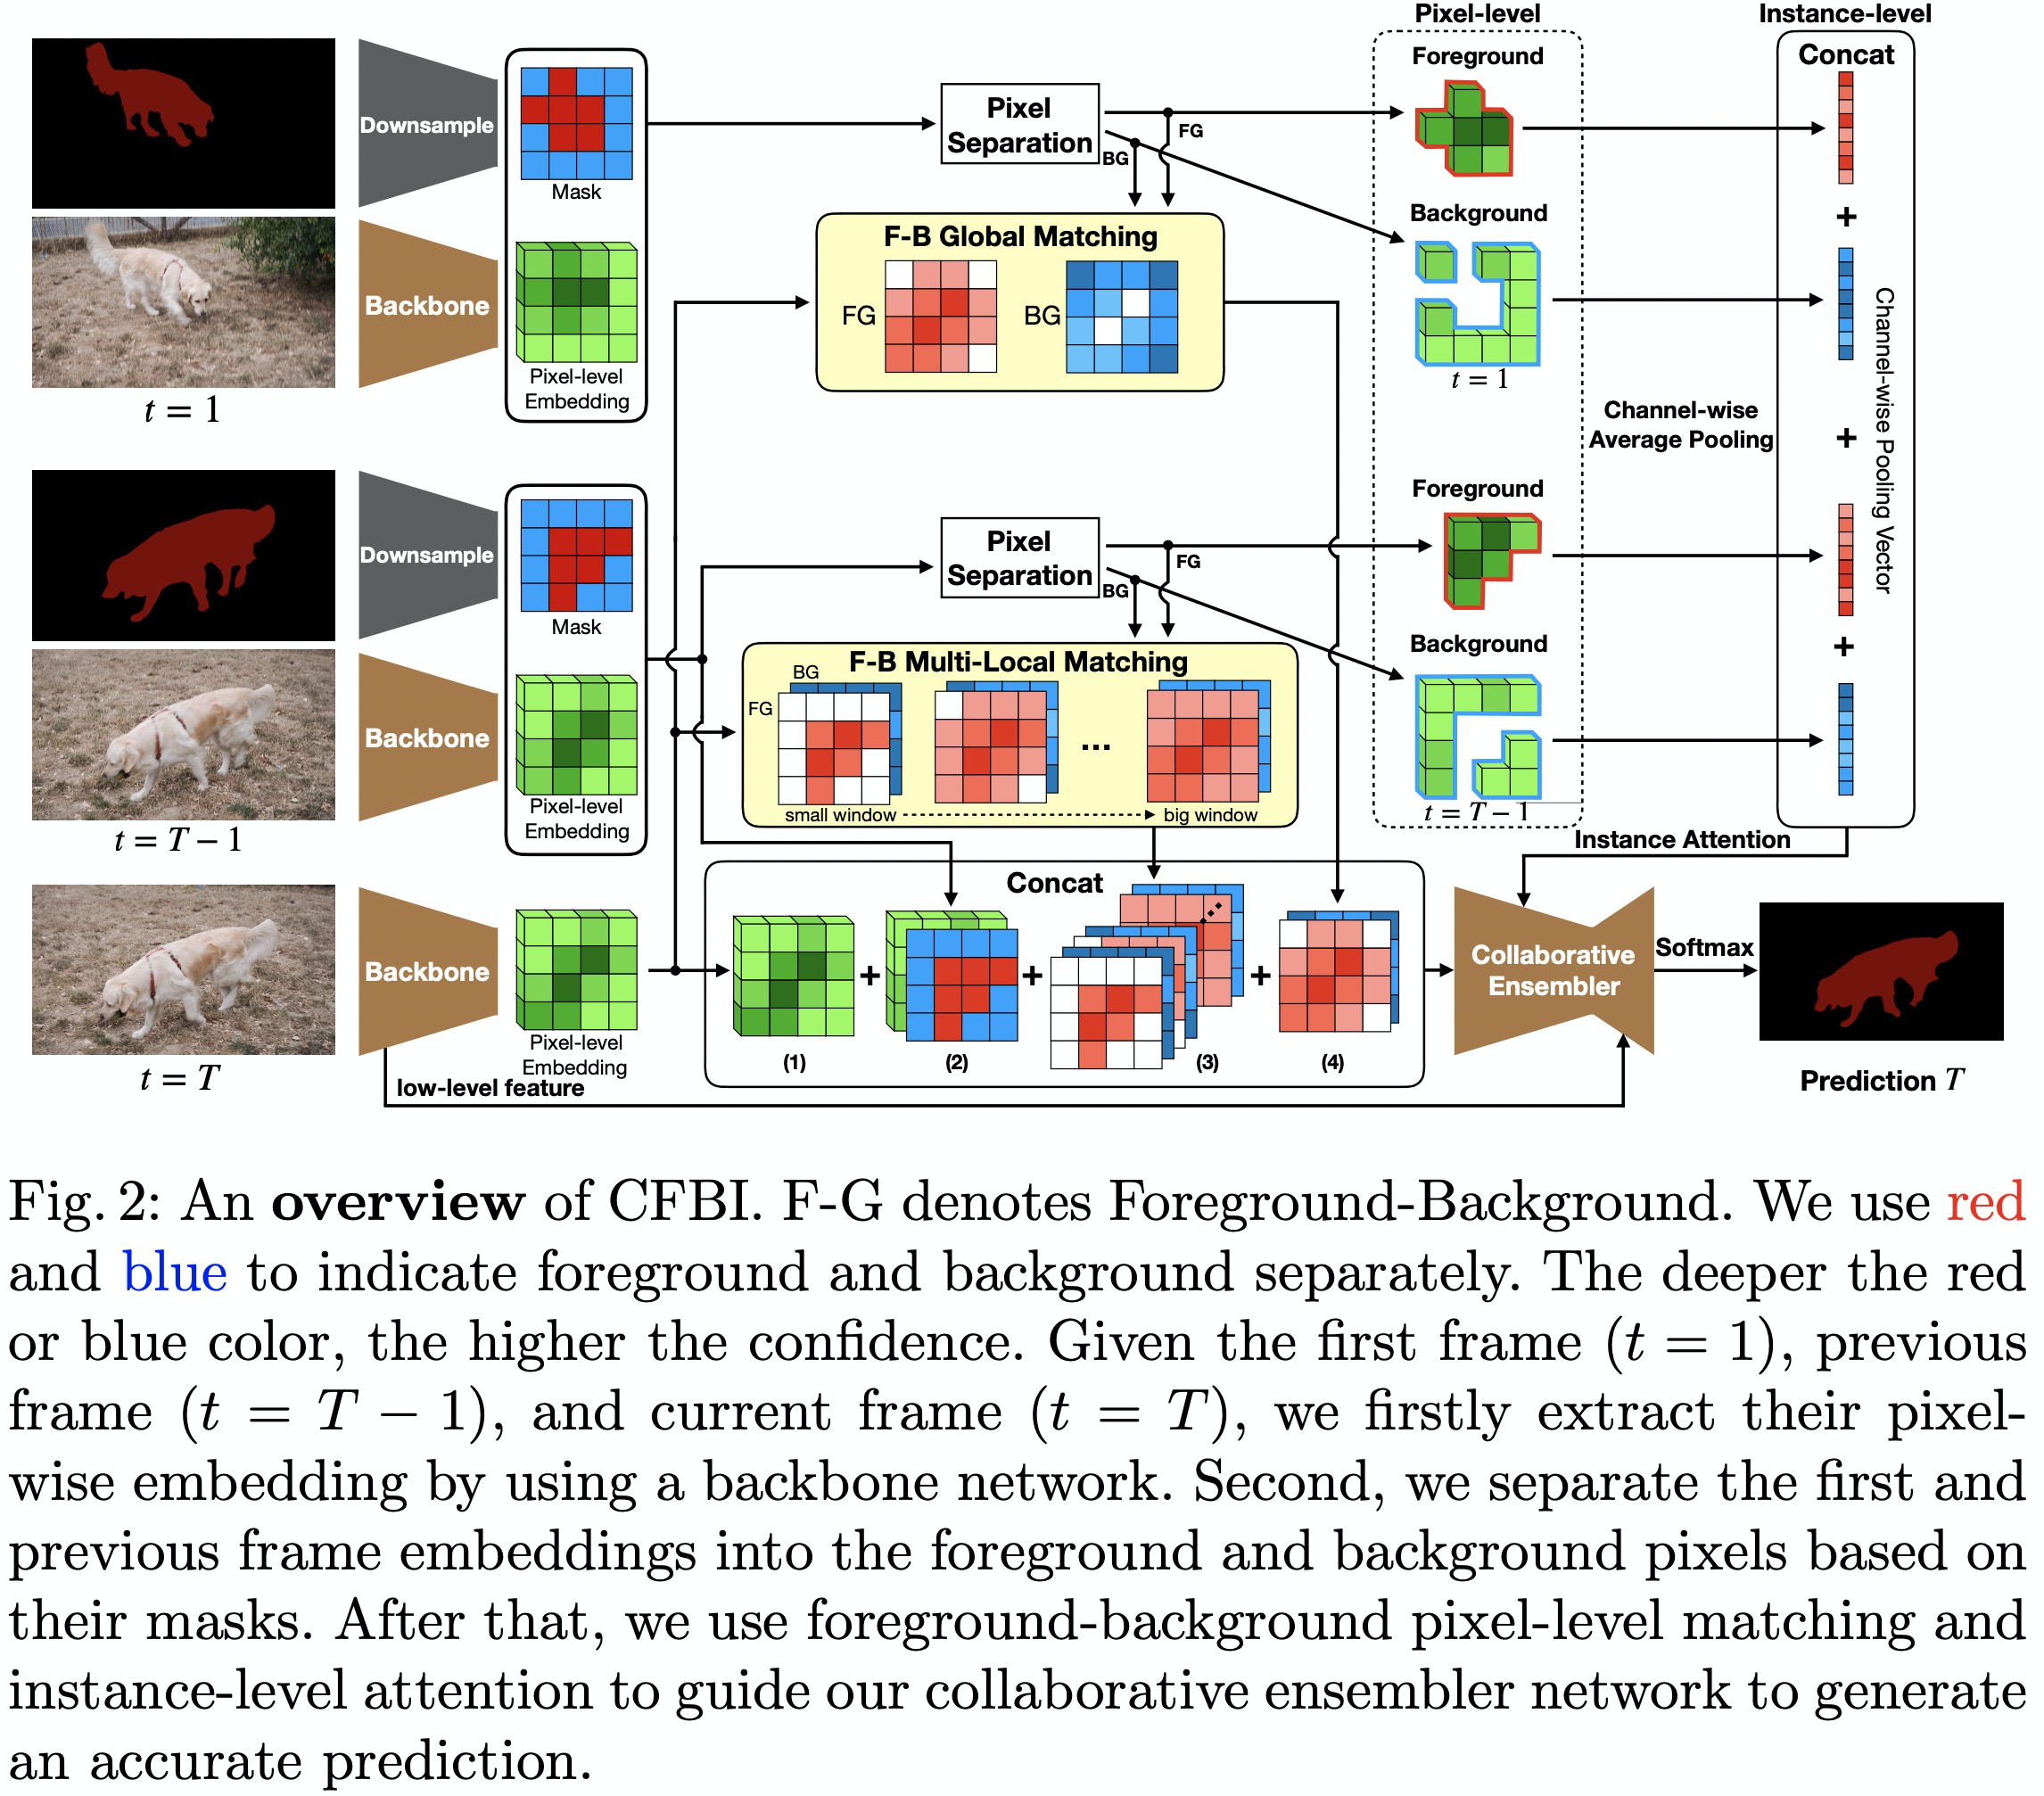 Pixel-level
Instance-level
Foreground
Concat
Downsample
Mask
Pixel
Separation
FG
BG
Background
F-B Global Matching
FG
BG
Backbone
Pixel-level
Embedding
t = 1
t = 1
Channel-wise
Average Pooling
Channel-wise Pooling Vector
+
+
+
Downsample
Mask
Pixel
Separation
FG
BG
Foreground
Background
F-B Multi-Local Matching
BG
FG
...
small window
big window
Backbone
Pixel-level
Embedding
t = T − 1
t = T − 1
Instance Attention
Concat
Backbone
Pixel-level
Embedding
+
+
+
(1)
(2)
(3)
(4)
Collaborative
Ensembler
Softmax
t = T
low-level feature
Prediction T
Fig. 2: An overview of CFBI. F-G denotes Foreground-Background. We use red
and blue to indicate foreground and background separately. The deeper the red
or blue color, the higher the confidence. Given the first frame (t = 1), previous
frame (t = T − 1), and current frame (t = T), we firstly extract their pixel-
wise embedding by using a backbone network. Second, we separate the first and
previous frame embeddings into the foreground and background pixels based on
their masks. After that, we use foreground-background pixel-level matching and
instance-level attention to guide our collaborative ensembler network to generate
an accurate prediction.